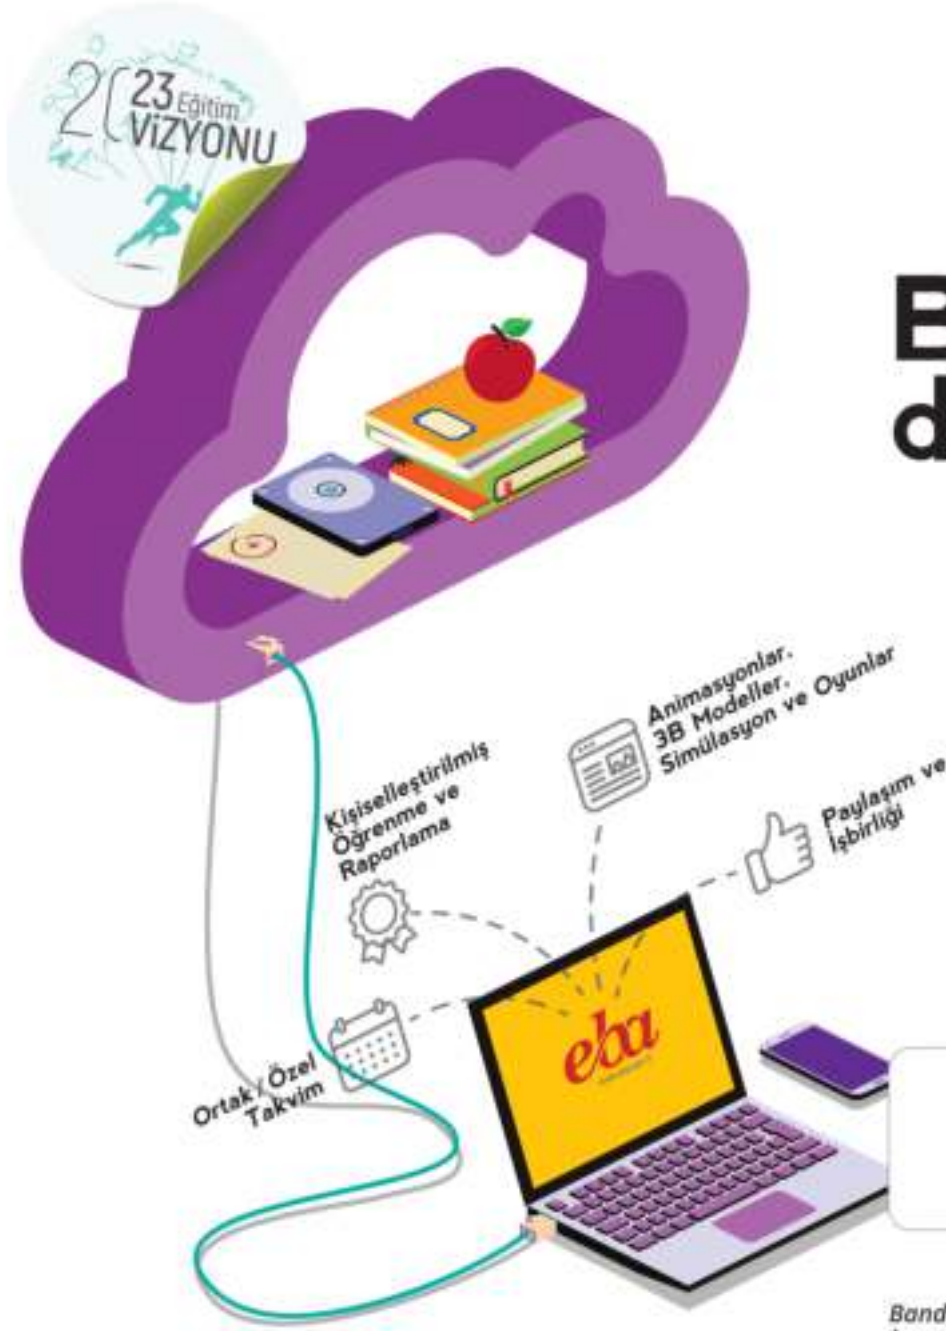 2023 Eğitim
VİZYONU
B
d
Animasyonlar,
3B Modeller,
Simülasyon ve Oyunlar
Kişiselleştirilmiş
Öğrenme ve
Raporlama
Paylaşım ve
İşbirliği
eba
Ortak / Özel
Takvim
Band